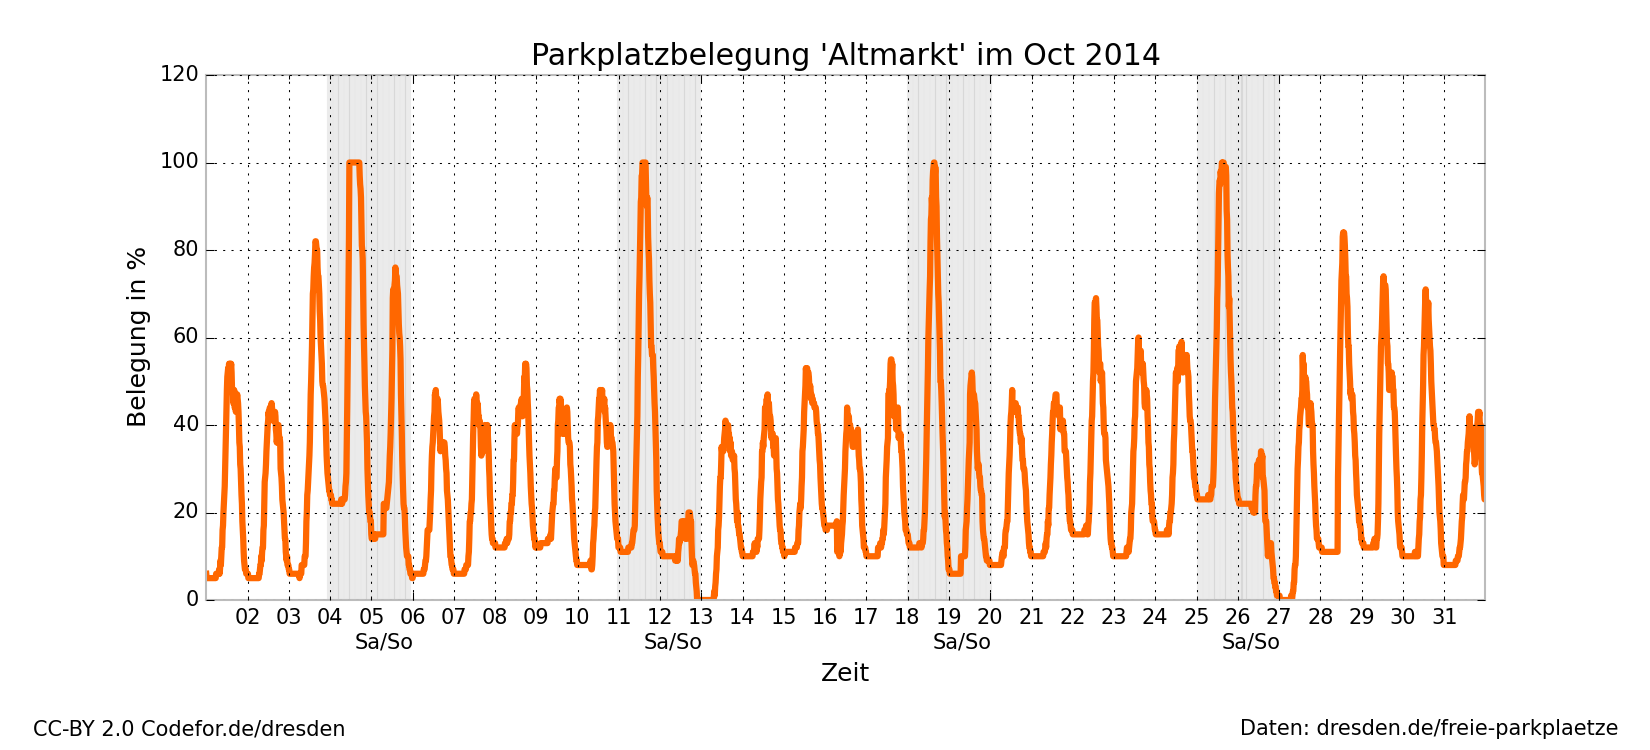 Parkplatzbelegung 'Altmarkt' im Oct 2014
120
100
80
60
40
20
0
Belegung in %
02 03 04 05 06 07 08 09 10 11 12 13 14 15 16 17 18 19 20 21 22 23 24 25 26 27 28 29 30 31
Sa/So Sa/So Sa/So Sa/So
Zeit
CC-BY 2.0 Codefor.de/dresden
Daten: dresden.de/freie-parkplaetze